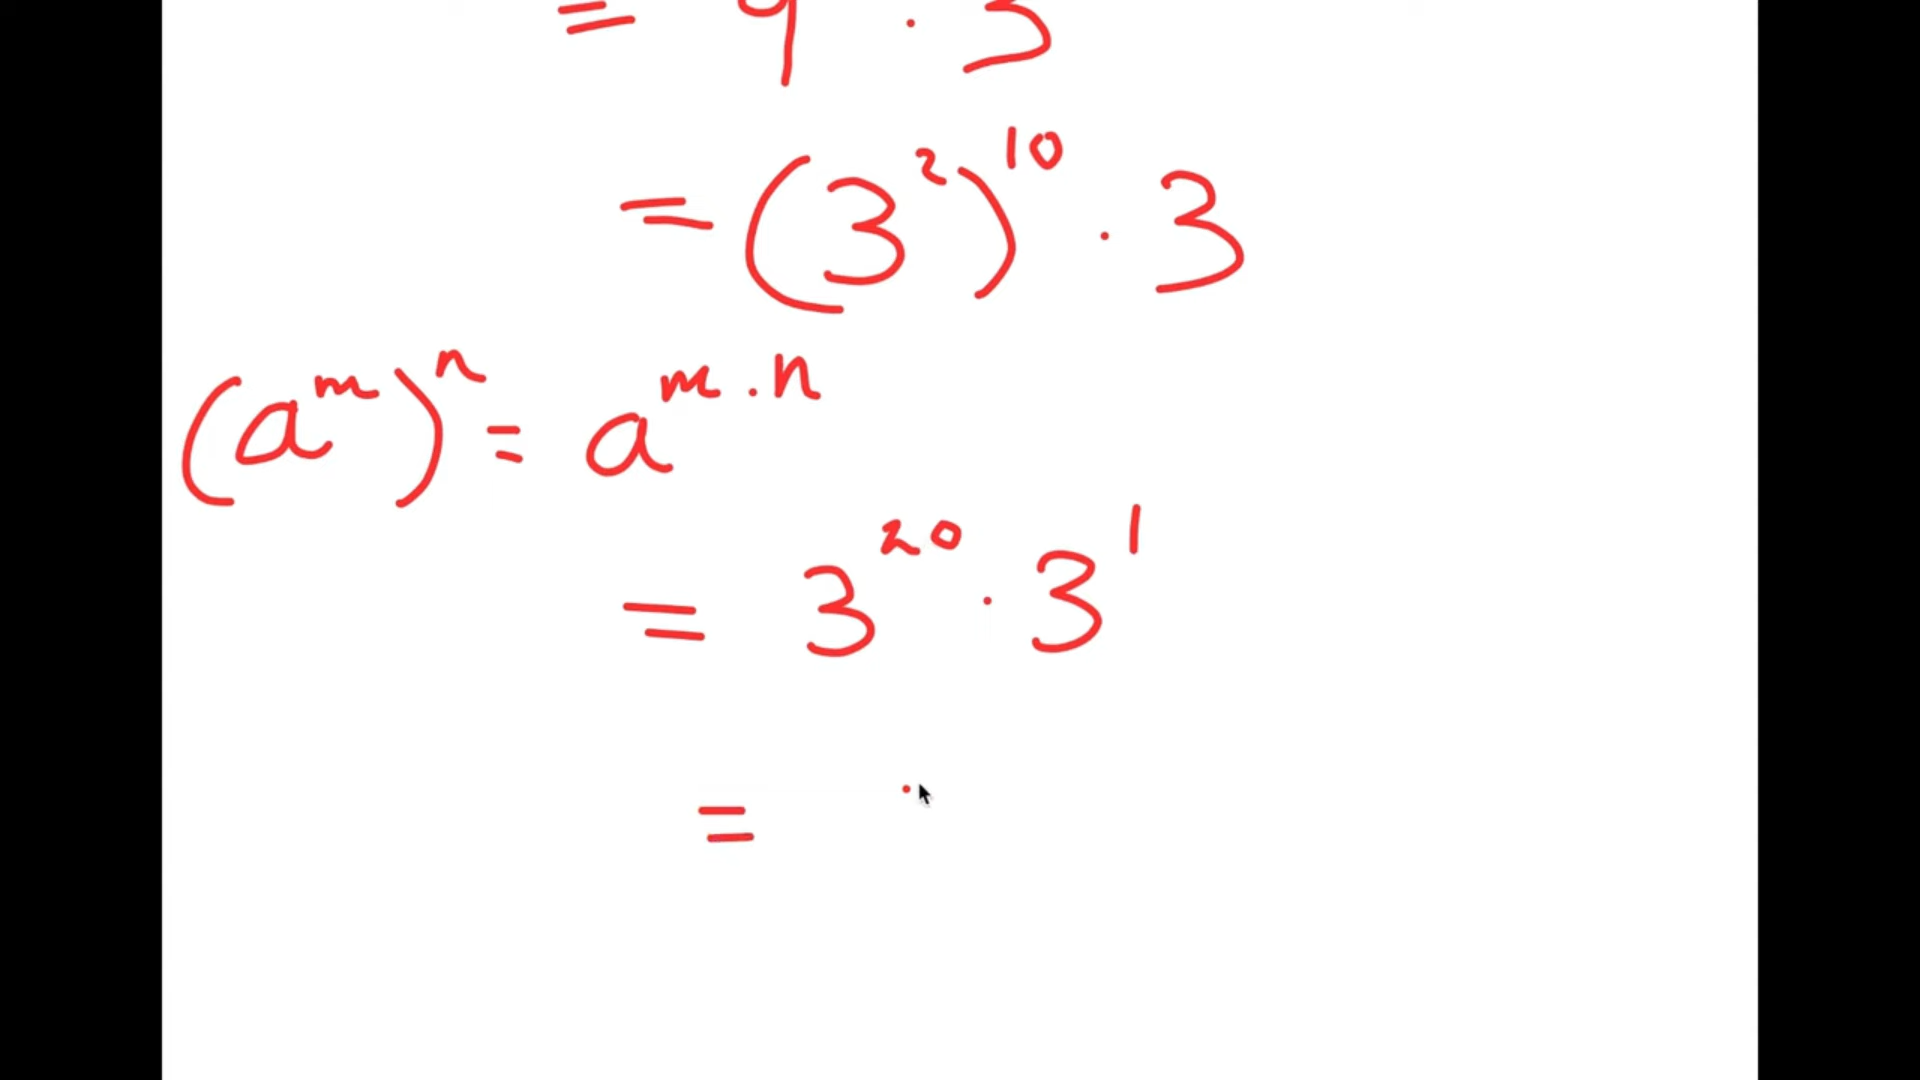 = 9 · 3
= (3²)¹⁰ · 3
(aᵐ)ⁿ = aᵐ·ⁿ
= 3²⁰ · 3¹
= ·